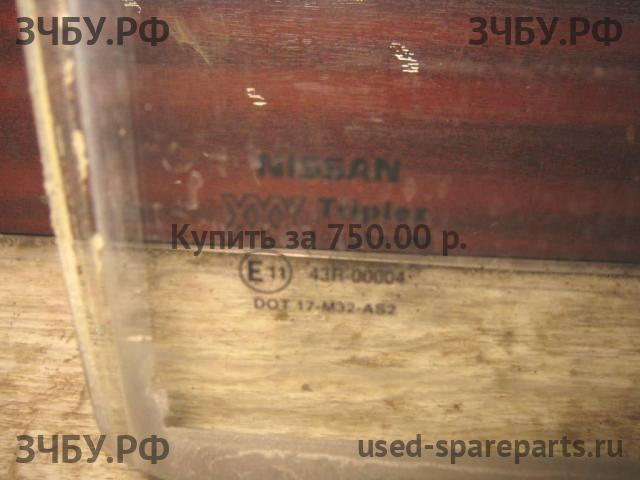 ЗЧБУ.РФ ЗЧБУ.РФ
NISSAN
Triplex
Купить за 750.00 р.
E11 43R-00004
DOT 17-M32-AS2
ЗЧБУ.РФ used-spareparts.ru